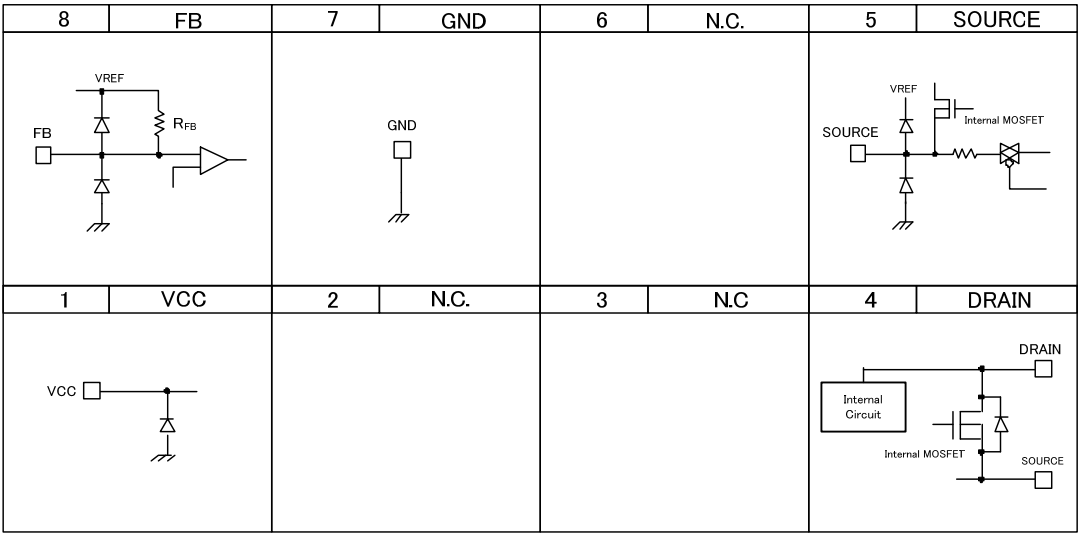 8 FB 7 GND 6 N.C. 5 SOURCE
VREF
FB
RFB
GND
VREF
SOURCE
Internal MOSFET
1 VCC 2 N.C. 3 N.C 4 DRAIN
VCC
DRAIN
Internal
Circuit
Internal MOSFET
SOURCE